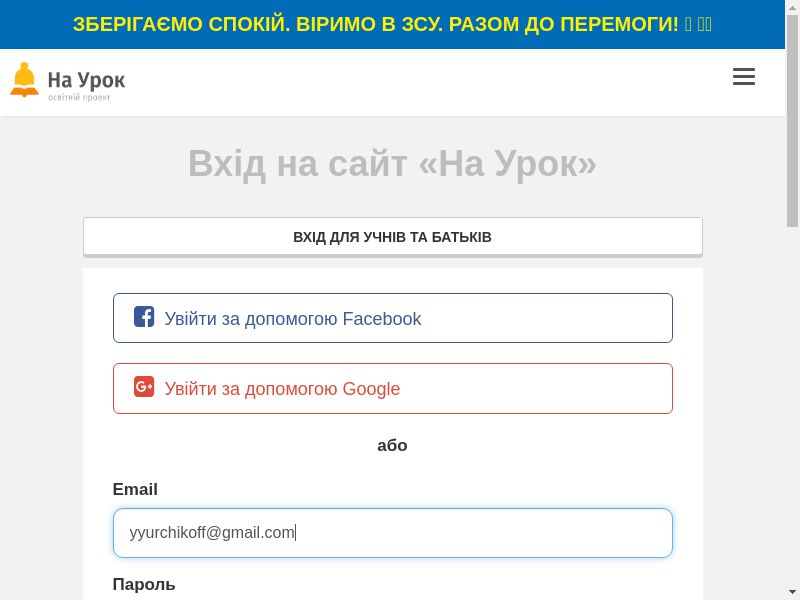 ЗБЕРІГАЄМО СПОКІЙ. ВІРИМО В ЗСУ. РАЗОМ ДО ПЕРЕМОГИ!
На Урок
освітній проект
Вхід на сайт «На Урок»
ВХІД ДЛЯ УЧНІВ ТА БАТЬКІВ
Увійти за допомогою Facebook
Увійти за допомогою Google
або
Email
yyurchikoff@gmail.com
Пароль